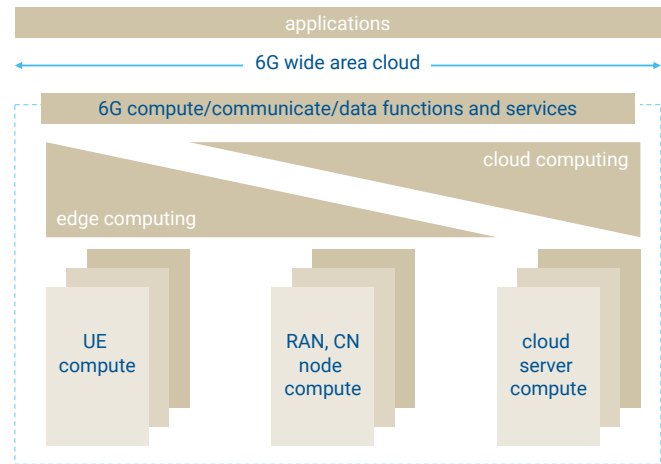 applications
6G wide area cloud
6G compute/communicate/data functions and services
cloud computing
edge computing
UE
compute
RAN, CN
node
compute
cloud
server
compute